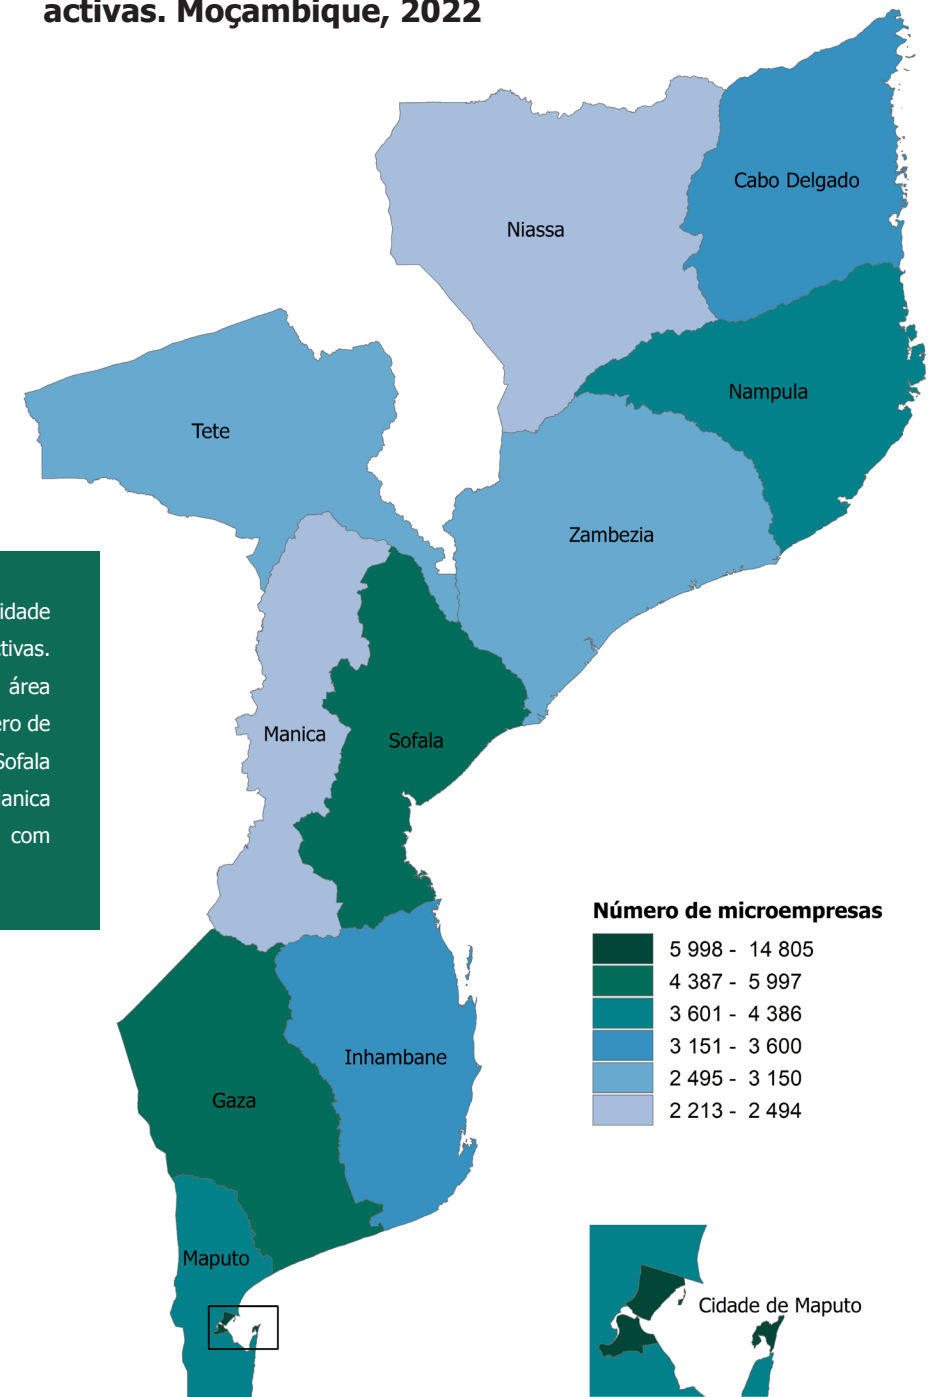 activas. Moçambique, 2022
Cabo Delgado
Niassa
Nampula
Tete
Zambezia
idade
tivas.
área
ero de
Sofala
anica
com
Manica
Sofala
Número de microempresas
5 998 - 14 805
4 387 - 5 997
3 601 - 4 386
3 151 - 3 600
2 495 - 3 150
2 213 - 2 494
Inhambane
Gaza
Maputo
Cidade de Maputo